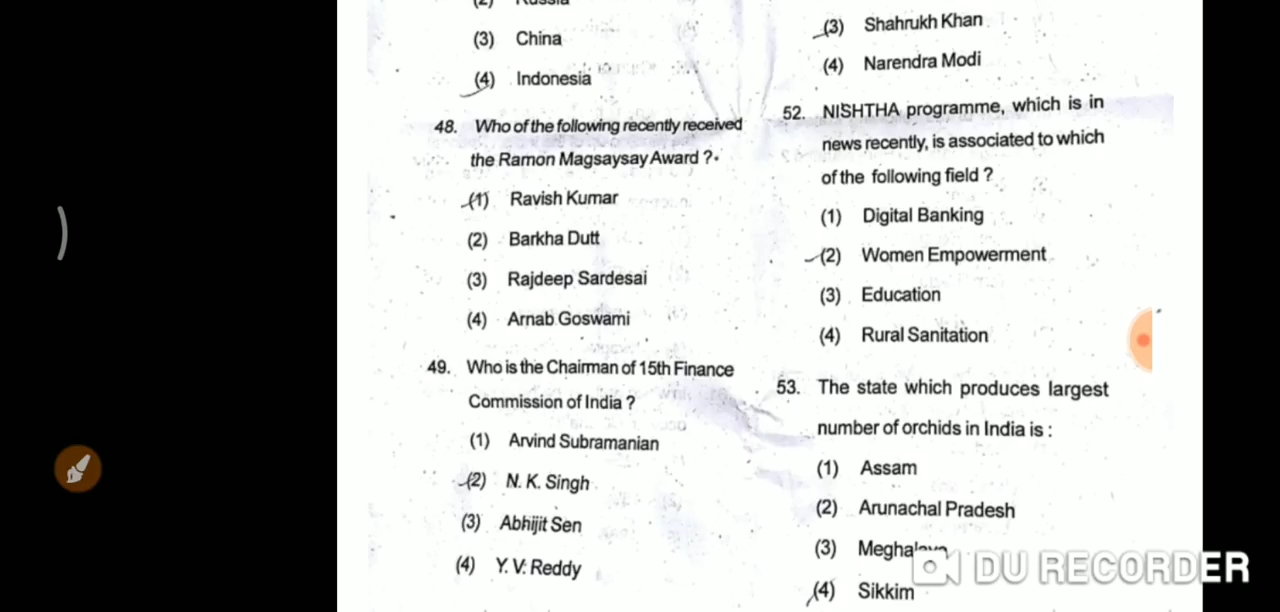 (2) Russia
(3) China
(4) Indonesia
48. Who of the following recently received
the Ramon Magsaysay Award ?
(1) Ravish Kumar
(2) Barkha Dutt
(3) Rajdeep Sardesai
(4) Arnab Goswami
49. Who is the Chairman of 15th Finance
Commission of India ?
(1) Arvind Subramanian
(2) N. K. Singh
(3) Abhijit Sen
(4) Y. V. Reddy
(3) Shahrukh Khan
(4) Narendra Modi
52. NISHTHA programme, which is in
news recently, is associated to which
of the following field ?
(1) Digital Banking
(2) Women Empowerment
(3) Education
(4) Rural Sanitation
53. The state which produces largest
number of orchids in India is :
(1) Assam
(2) Arunachal Pradesh
(3) Meghalaya
(4) Sikkim
DU RECORDER